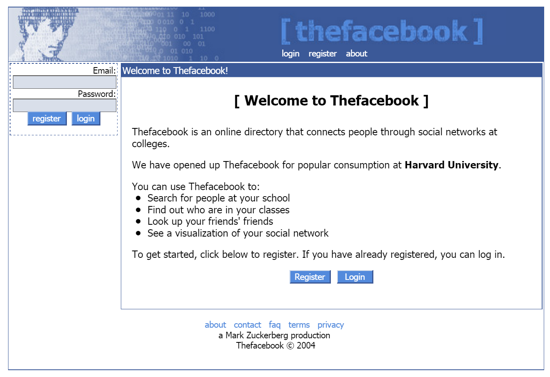 [thefacebook]
login register about
Email:
Password:
register login
Welcome to Thefacebook!
[ Welcome to Thefacebook ]
Thefacebook is an online directory that connects people through social networks at
colleges.
We have opened up Thefacebook for popular consumption at Harvard University.
You can use Thefacebook to:
• Search for people at your school
• Find out who are in your classes
• Look up your friends' friends
• See a visualization of your social network
To get started, click below to register. If you have already registered, you can log in.
Register Login
about contact faq terms privacy
a Mark Zuckerberg production
Thefacebook © 2004